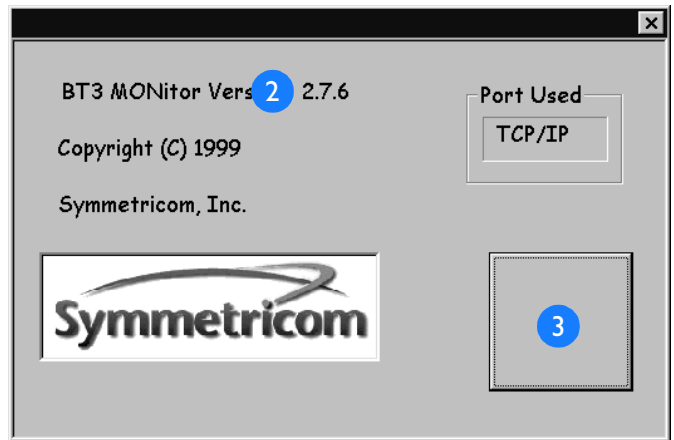 BT3 MONitor Vers 2 2.7.6
Port Used
TCP/IP
Copyright (C) 1999
Symmetricom, Inc.
Symmetricom
3